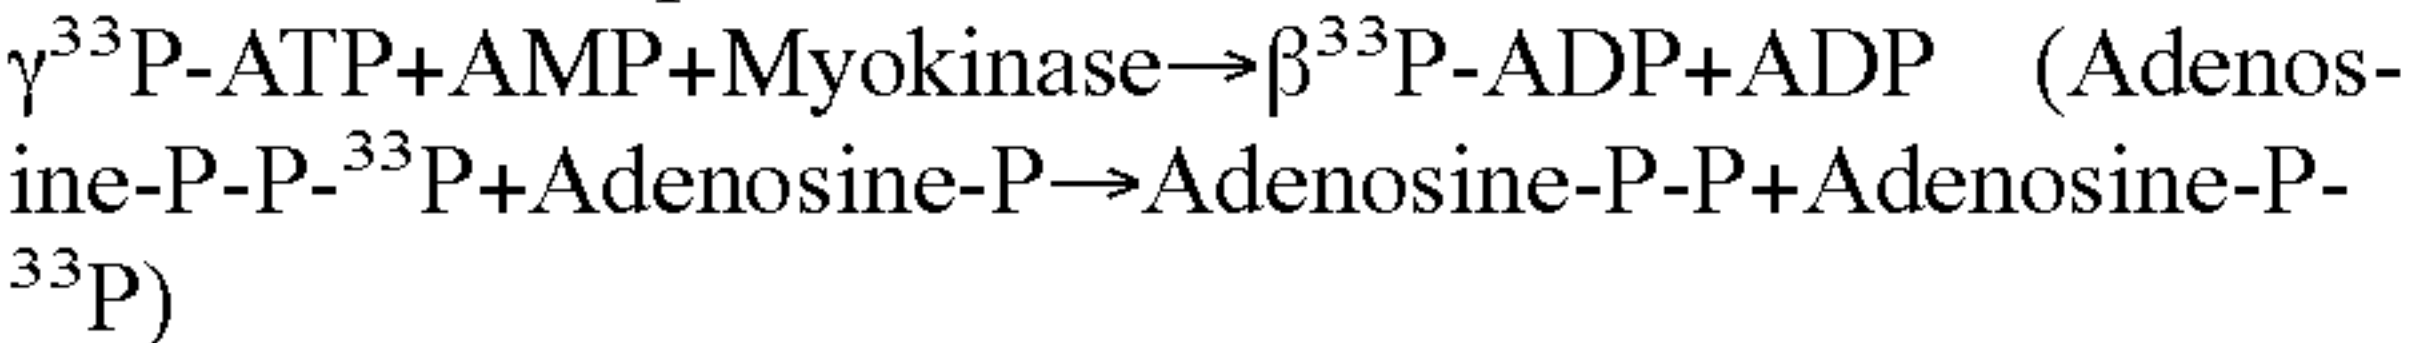 γ³³P-ATP+AMP+Myokinase→β³³P-ADP+ADP (Adenos-
ine-P-P-³³P+Adenosine-P→Adenosine-P-P+Adenosine-P-
³³P)